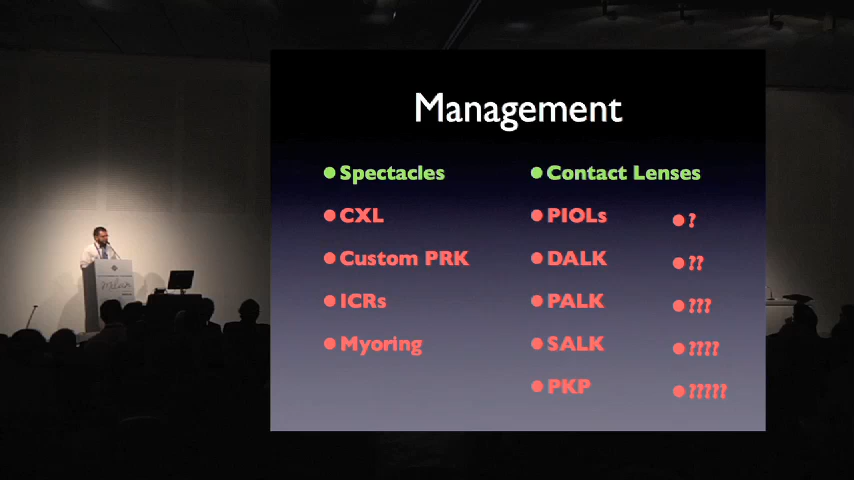 Management
Spectacles
CXL
Custom PRK
ICRs
Myoring
Contact Lenses
PIOLs
DALK
PALK
SALK
PKP
?
??
???
????
?????